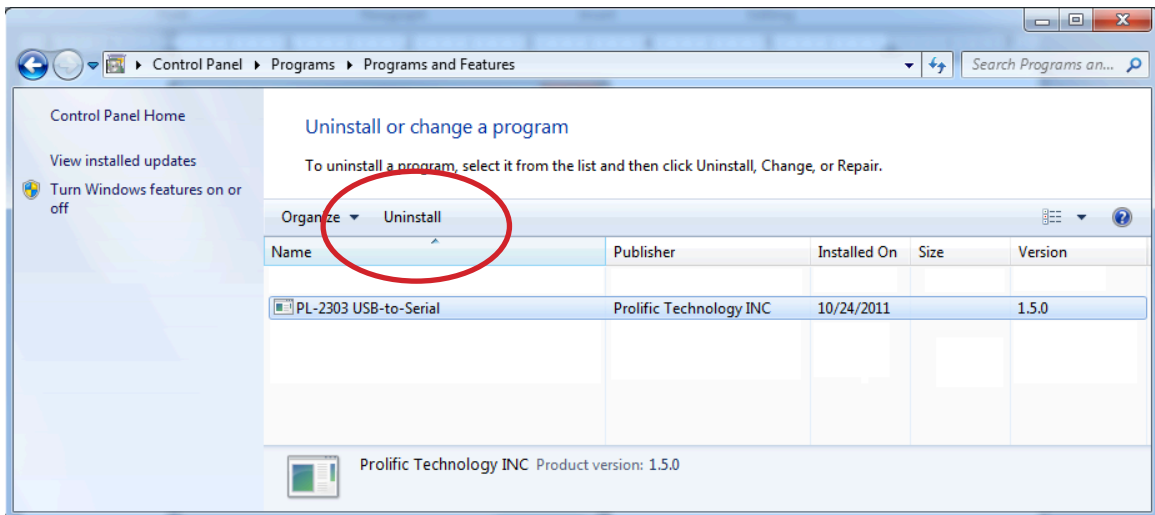 Control Panel Programs Programs and Features Search Programs an...
Control Panel Home
View installed updates
Turn Windows features on or
off
Uninstall or change a program
To uninstall a program, select it from the list and then click Uninstall, Change, or Repair.
Organize Uninstall
Name Publisher Installed On Size Version
PL-2303 USB-to-Serial Prolific Technology INC 10/24/2011 1.5.0
Prolific Technology INC Product version: 1.5.0